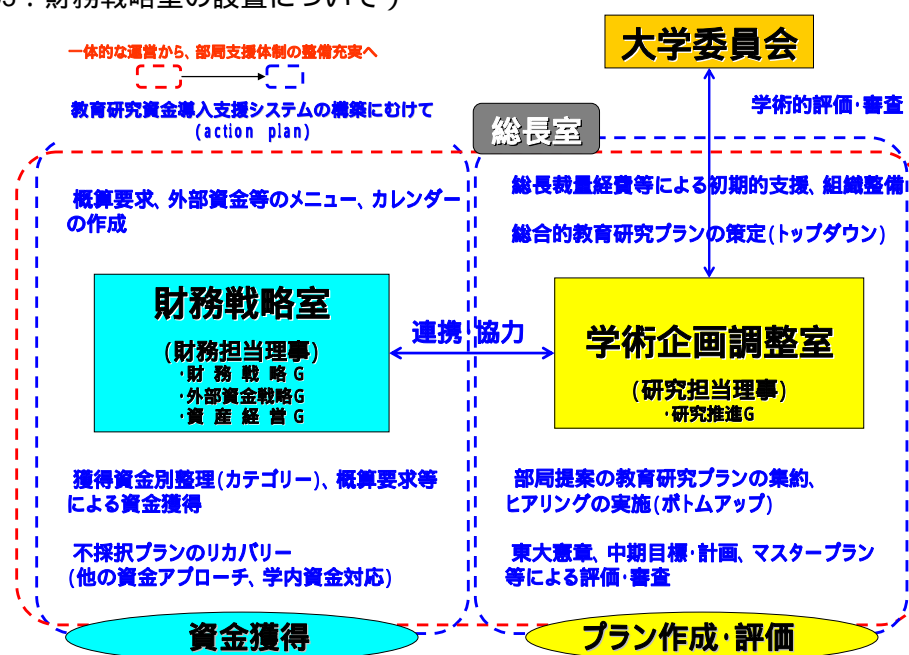 財務戦略室の設置について)
一体的な運営から、部局支援体制の整備充実へ
教育研究資金導入支援システムの構築にむけて
(action plan)
大学委員会
学術的評価・審査
総長室
概算要求、外部資金等のメニュー、カレンダー
の作成
財務戦略室
(財務担当理事)
・財 務 戦 略 G
・外部資金戦略G
・資 産 経 営 G
獲得資金別整理(カテゴリー)、概算要求等
による資金獲得
不採択プランのリカバリー
(他の資金アプローチ、学内資金対応)
資金獲得
連携・協力
総長裁量経費等による初期的支援、組織整備
総合的教育研究プランの策定(トップダウン)
学術企画調整室
(研究担当理事)
・研究推進G
部局提案の教育研究プランの集約、
ヒアリングの実施(ボトムアップ)
東大憲章、中期目標・計画、マスタープラン
等による評価・審査
プラン作成・評価